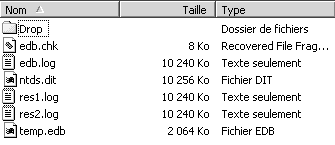 Nom Taille Type
Drop Dossier de fichiers
edb.chk 8 Ko Recovered File Frag...
edb.log 10 240 Ko Texte seulement
ntds.dit 10 256 Ko Fichier DIT
res1.log 10 240 Ko Texte seulement
res2.log 10 240 Ko Texte seulement
temp.edb 2 064 Ko Fichier EDB